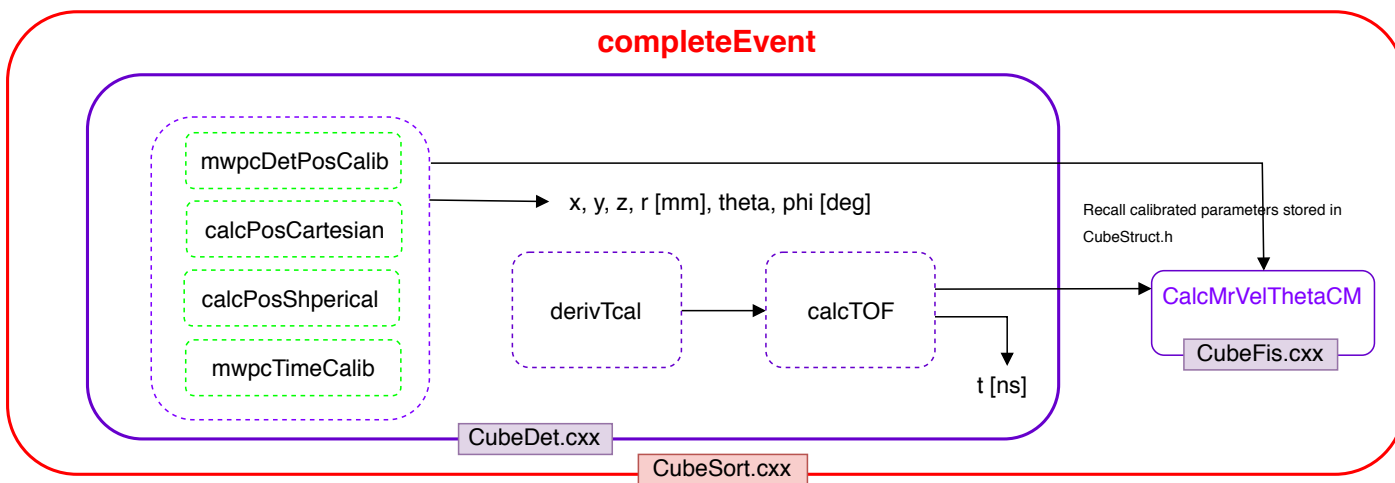 completeEvent
mwpcDetPosCalib
calcPosCartesian
calcPosShperical
mwpcTimeCalib
x, y, z, r [mm], theta, phi [deg]
derivTcal
calcTOF
t [ns]
Recall calibrated parameters stored in
CubeStruct.h
CalcMrVelThetaCM
CubeFis.cxx
CubeDet.cxx
CubeSort.cxx